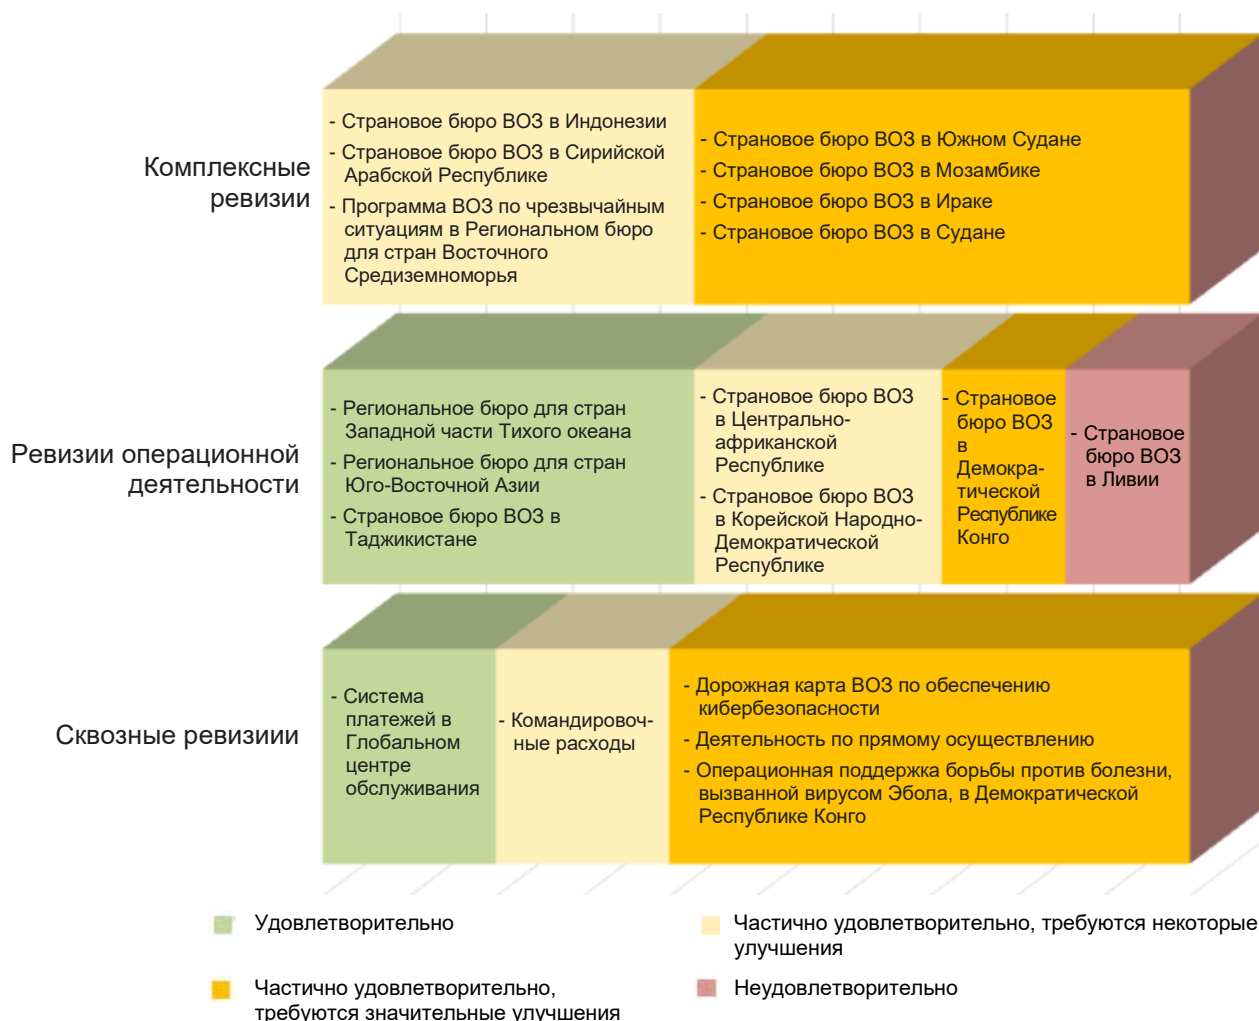 Комплексные
ревизии
- Страновое бюро ВОЗ в Индонезии
- Страновое бюро ВОЗ в Сирийской
Арабской Республике
- Программа ВОЗ по чрезвычайным
ситуациям в Региональном бюро
для стран Восточного
Средиземноморья
- Страновое бюро ВОЗ в Южном Судане
- Страновое бюро ВОЗ в Мозамбике
- Страновое бюро ВОЗ в Ираке
- Страновое бюро ВОЗ в Судане
Ревизии операционной
деятельности
- Региональное бюро для стран
Западной части Тихого океана
- Региональное бюро для стран
Юго-Восточной Азии
- Страновое бюро ВОЗ в
Таджикистане
- Страновое бюро ВОЗ
в Центрально-
африканской
Республике
- Страновое бюро ВОЗ
в Корейской Народно-
Демократической
Республике
- Страновое
бюро ВОЗ
в
Демокра-
тической
Республике
Конго
- Страновое
бюро ВОЗ
в Ливии
Сквозные ревизиии
- Система
платежей в
Глобальном
центре
обслуживания
- Командировоч-
ные расходы
- Дорожная карта ВОЗ по обеспечению
кибербезопасности
- Деятельность по прямому осуществлению
- Операционная поддержка борьбы против болезни,
вызванной вирусом Эбола, в Демократической
Республике Конго
Удовлетворительно
Частично удовлетворительно, требуются некоторые
улучшения
Частично удовлетворительно,
требуются значительные улучшения
Неудовлетворительно